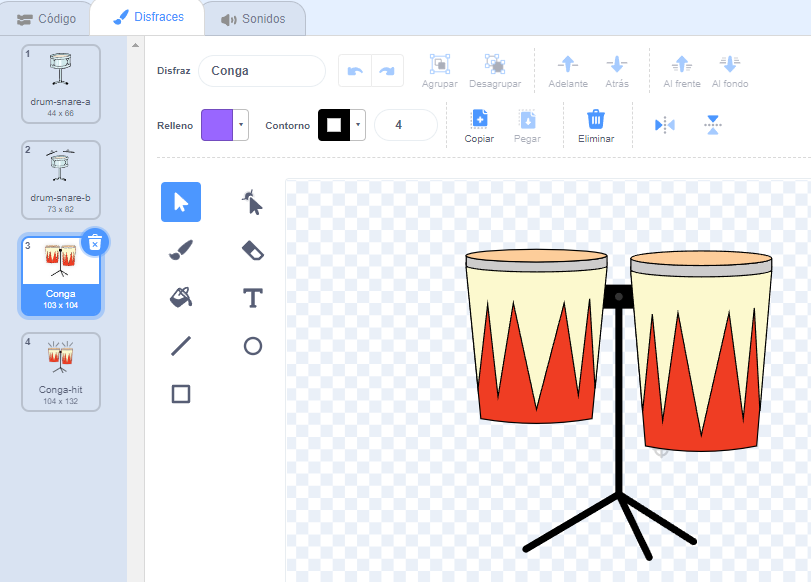 Código
Disfraces
Sonidos
1
drum-snare-a
44 x 66
2
drum-snare-b
73 x 82
3
Conga
103 x 104
4
Conga-hit
104 x 132
Disfraz
Conga
Agrupar
Desagrupar
Adelante
Atrás
Al frente
Al fondo
Relleno
Contorno
4
Copiar
Pegar
Eliminar
T